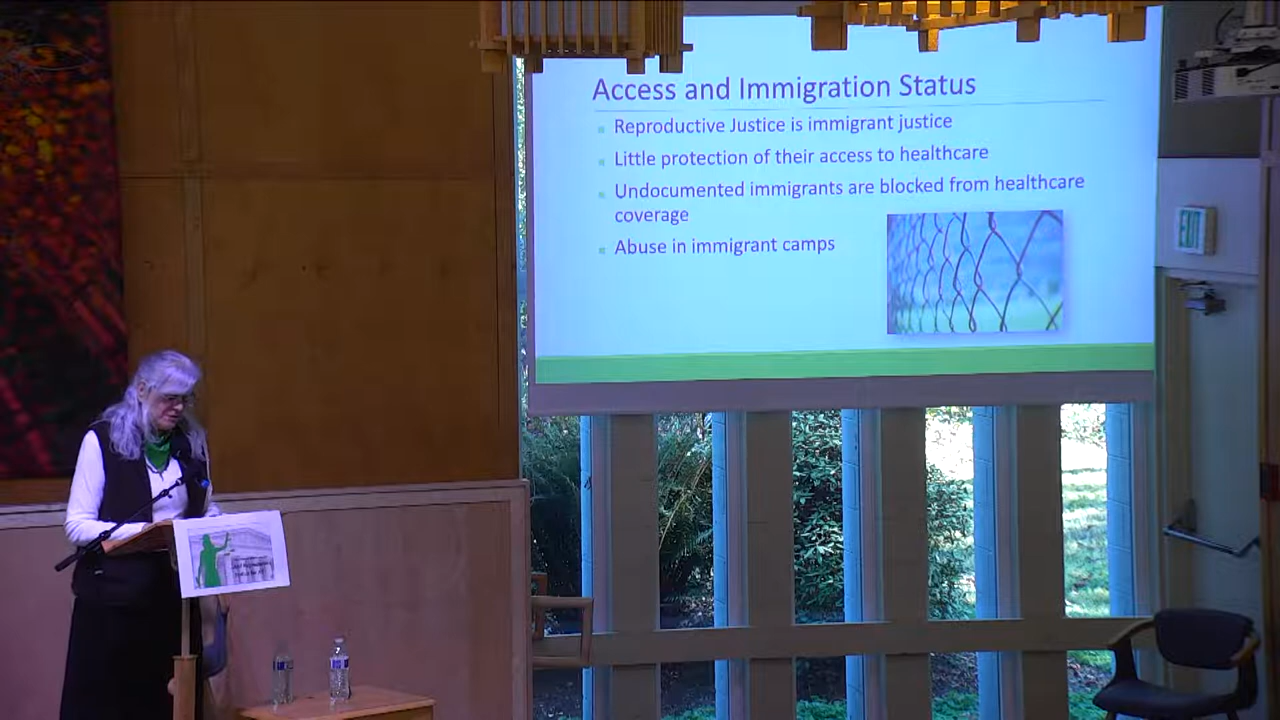 Access and Immigration Status
Reproductive Justice is immigrant justice
Little protection of their access to healthcare
Undocumented immigrants are blocked from healthcare
coverage
Abuse in immigrant camps